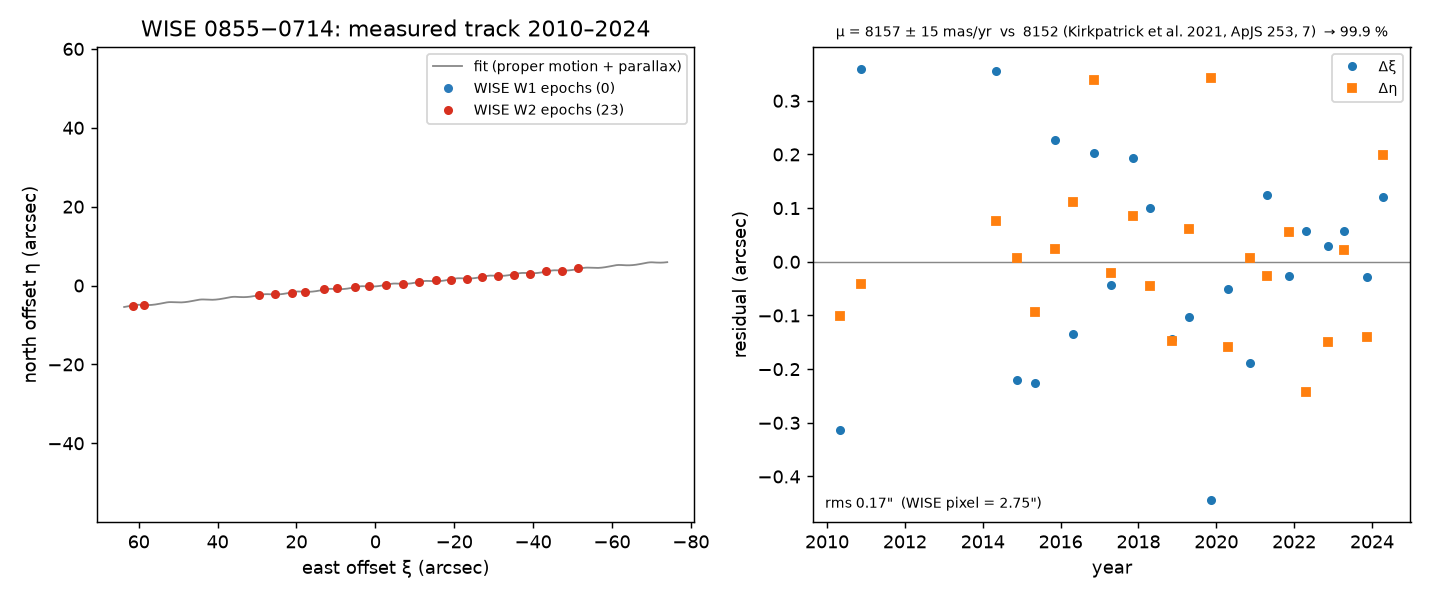 WISE 0855−0714: measured track 2010–2024
fit (proper motion + parallax)
WISE W1 epochs (0)
WISE W2 epochs (23)
north offset η (arcsec)
60
40
20
0
−20
−40
60
40
20
0
−20
−40
−60
−80
east offset ξ (arcsec)
μ = 8157 ± 15 mas/yr vs 8152 (Kirkpatrick et al. 2021, ApJS 253, 7) → 99.9 %
Δξ
Δη
residual (arcsec)
0.3
0.2
0.1
0.0
−0.1
−0.2
−0.3
−0.4
rms 0.17" (WISE pixel = 2.75")
2010
2012
2014
2016
2018
2020
2022
2024
year